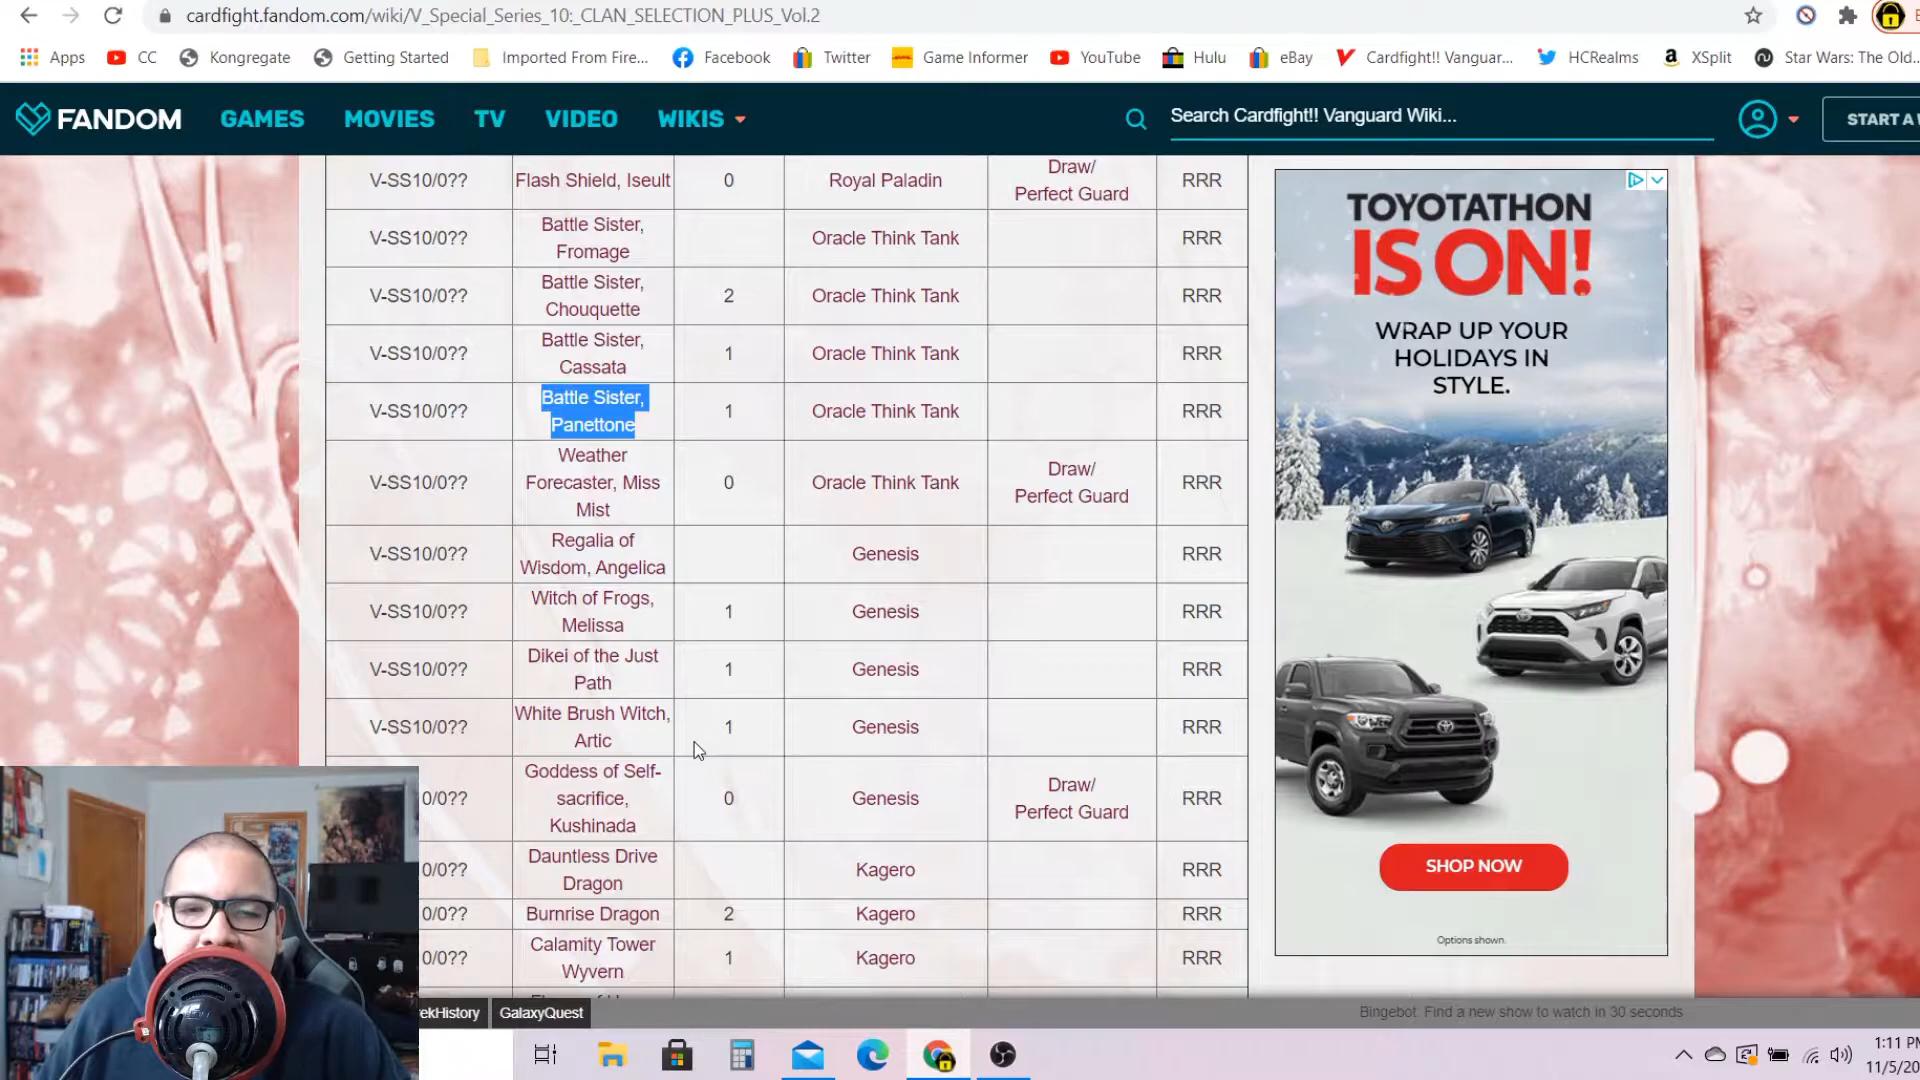 cardfight.fandom.com/wiki/V_Special_Series_10:_CLAN_SELECTION_PLUS_Vol.2
Apps CC Kongregate Getting Started Imported From Fire... Facebook Twitter Game Informer YouTube Hulu eBay Cardfight!! Vanguar... HCRealms XSplit Star Wars: The Old...
FANDOM GAMES MOVIES TV VIDEO WIKIS Search Cardfight!! Vanguard Wiki... START A
V-SS10/0?? Flash Shield, Iseult 0 Royal Paladin Draw/
Perfect Guard RRR
V-SS10/0?? Battle Sister,
Fromage Oracle Think Tank RRR
V-SS10/0?? Battle Sister,
Chouquette 2 Oracle Think Tank RRR
V-SS10/0?? Battle Sister,
Cassata 1 Oracle Think Tank RRR
V-SS10/0?? Battle Sister,
Panettone 1 Oracle Think Tank RRR
V-SS10/0?? Weather
Forecaster, Miss
Mist 0 Oracle Think Tank Draw/
Perfect Guard RRR
V-SS10/0?? Regalia of
Wisdom, Angelica Genesis RRR
V-SS10/0?? Witch of Frogs,
Melissa 1 Genesis RRR
V-SS10/0?? Dikei of the Just
Path 1 Genesis RRR
V-SS10/0?? White Brush Witch,
Artic 1 Genesis RRR
0/0?? Goddess of Self-
sacrifice,
Kushinada 0 Genesis Draw/
Perfect Guard RRR
0/0?? Dauntless Drive
Dragon Kagero RRR
0/0?? Burnrise Dragon 2 Kagero RRR
0/0?? Calamity Tower
Wyvern 1 Kagero RRR
TOYOTATHON
IS ON!
WRAP UP YOUR
HOLIDAYS IN
STYLE.
SHOP NOW
Options shown.
ekHistory GalaxyQuest Bingebot. Find a new show to watch in 30 seconds
1:11 PM
11/5/20